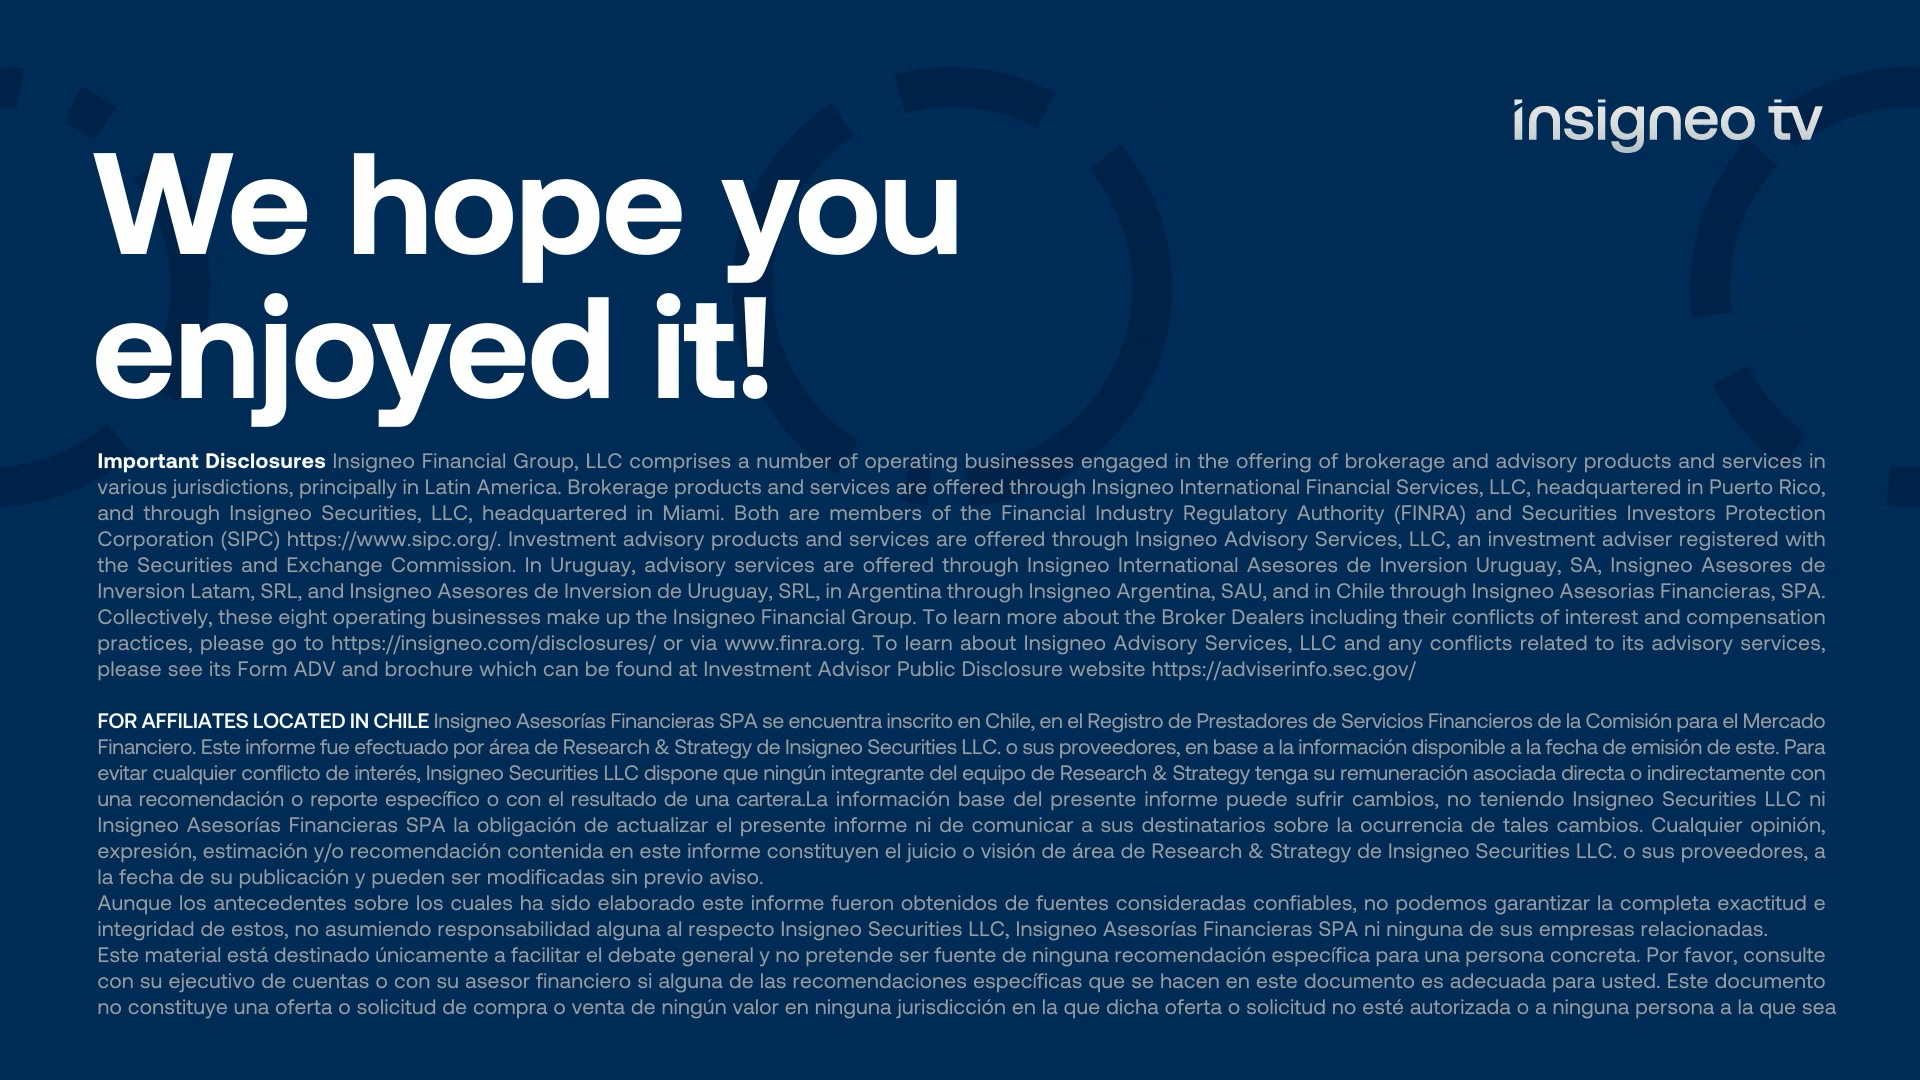 insigneo tv
We hope you
enjoyed it!
Important Disclosures Insigneo Financial Group, LLC comprises a number of operating businesses engaged in the offering of brokerage and advisory products and services in
various jurisdictions, principally in Latin America. Brokerage products and services are offered through Insigneo International Financial Services, LLC, headquartered in Puerto Rico,
and through Insigneo Securities, LLC, headquartered in Miami. Both are members of the Financial Industry Regulatory Authority (FINRA) and Securities Investors Protection
Corporation (SIPC) https://www.sipc.org/. Investment advisory products and services are offered through Insigneo Advisory Services, LLC, an investment adviser registered with
the Securities and Exchange Commission. In Uruguay, advisory services are offered through Insigneo International Asesores de Inversion Uruguay, SA, Insigneo Asesores de
Inversion Latam, SRL, and Insigneo Asesores de Inversion de Uruguay, SRL, in Argentina through Insigneo Argentina, SAU, and in Chile through Insigneo Asesorias Financieras, SPA.
Collectively, these eight operating businesses make up the Insigneo Financial Group. To learn more about the Broker Dealers including their conflicts of interest and compensation
practices, please go to https://insigneo.com/disclosures/ or via www.finra.org. To learn about Insigneo Advisory Services, LLC and any conflicts related to its advisory services,
please see its Form ADV and brochure which can be found at Investment Advisor Public Disclosure website https://adviserinfo.sec.gov/
FOR AFFILIATES LOCATED IN CHILE Insigneo Asesorías Financieras SPA se encuentra inscrito en Chile, en el Registro de Prestadores de Servicios Financieros de la Comisión para el Mercado
Financiero. Este informe fue efectuado por área de Research & Strategy de Insigneo Securities LLC. o sus proveedores, en base a la información disponible a la fecha de emisión de este. Para
evitar cualquier conflicto de interés, Insigneo Securities LLC dispone que ningún integrante del equipo de Research & Strategy tenga su remuneración asociada directa o indirectamente con
una recomendación o reporte específico o con el resultado de una cartera.La información base del presente informe puede sufrir cambios, no teniendo Insigneo Securities LLC ni
Insigneo Asesorías Financieras SPA la obligación de actualizar el presente informe ni de comunicar a sus destinatarios sobre la ocurrencia de tales cambios. Cualquier opinión,
expresión, estimación y/o recomendación contenida en este informe constituyen el juicio o visión de área de Research & Strategy de Insigneo Securities LLC. o sus proveedores, a
la fecha de su publicación y pueden ser modificadas sin previo aviso.
Aunque los antecedentes sobre los cuales ha sido elaborado este informe fueron obtenidos de fuentes consideradas confiables, no podemos garantizar la completa exactitud e
integridad de estos, no asumiendo responsabilidad alguna al respecto Insigneo Securities LLC, Insigneo Asesorías Financieras SPA ni ninguna de sus empresas relacionadas.
Este material está destinado únicamente a facilitar el debate general y no pretende ser fuente de ninguna recomendación específica para una persona concreta. Por favor, consulte
con su ejecutivo de cuentas o con su asesor financiero si alguna de las recomendaciones específicas que se hacen en este documento es adecuada para usted. Este documento
no constituye una oferta o solicitud de compra o venta de ningún valor en ninguna jurisdicción en la que dicha oferta o solicitud no esté autorizada o a ninguna persona a la que sea